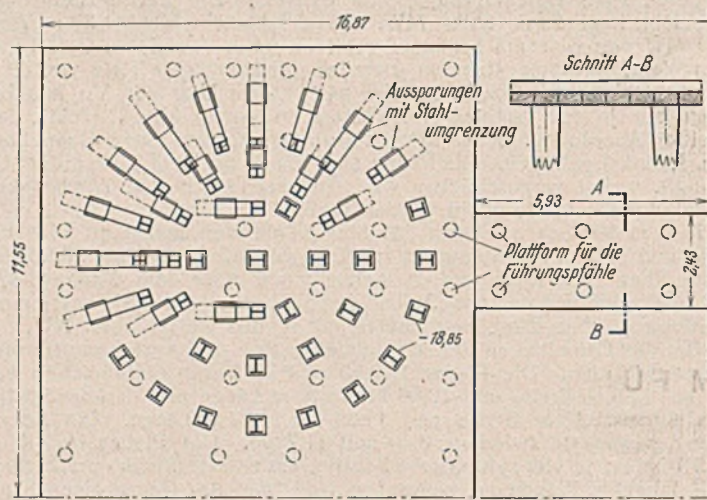 16,87
Schnitt A-B
Aussparungen
mit Stahl-
umgrenzung
11,55
5,93
A
Plattform für die
Führungspfähle
2,43
-18,85
B
M FÜ